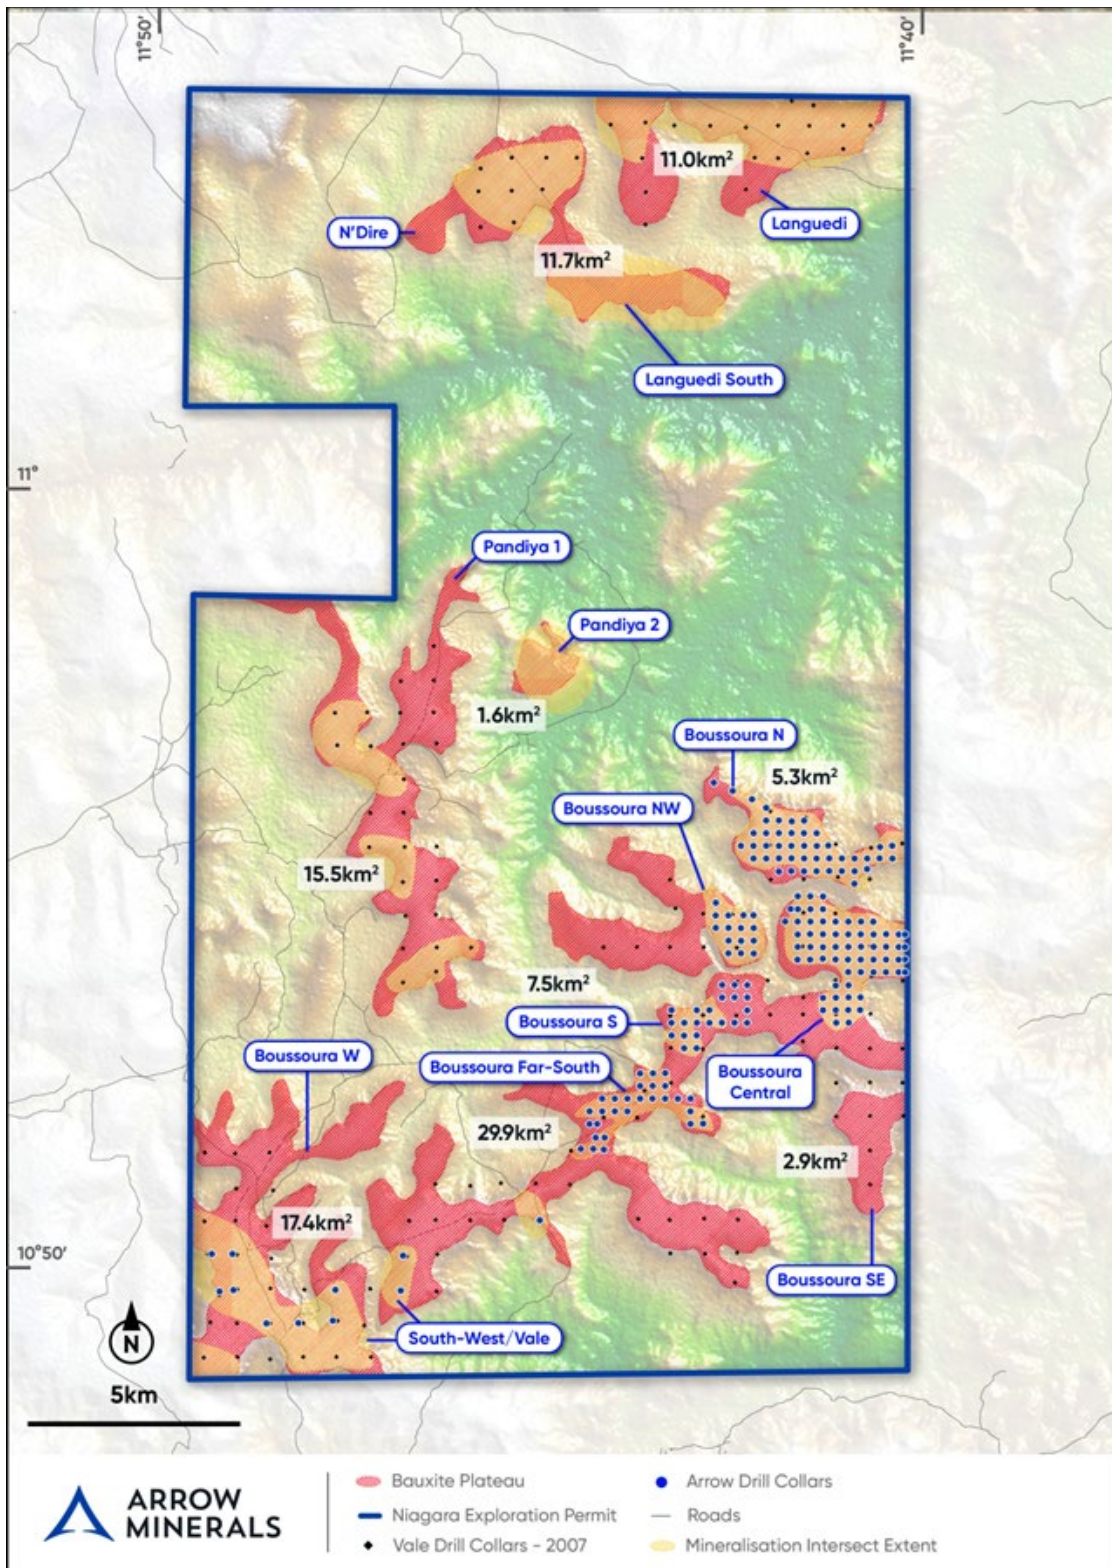 11°50'
11°40'
11.0km²
Languedi
N'Dire
11.7km²
Languedi South
11°
Pandiya 1
Pandiya 2
1.6km²
Boussoura N
5.3km²
Boussoura NW
15.5km²
7.5km²
Boussoura S
Boussoura W
Boussoura Far-South
Boussoura
Central
29.9km²
2.9km²
17.4km²
10°50'
Boussoura SE
South-West/Vale
N
5km
ARROW
MINERALS
Bauxite Plateau
Niagara Exploration Permit
Vale Drill Collars - 2007
Arrow Drill Collars
Roads
Mineralisation Intersect Extent